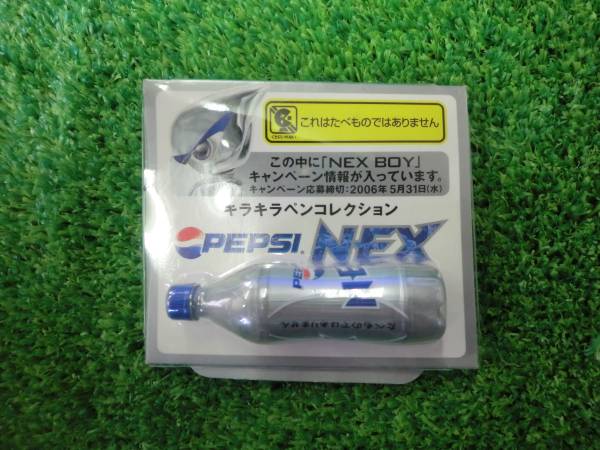 これはたべものではありません
この中に「NEX BOY」
キャンペーン情報が入っています。
キャンペーン応募締切：2006年 5月31日(水)
キラキラペンコレクション
PEPSI NEX
PEPSI